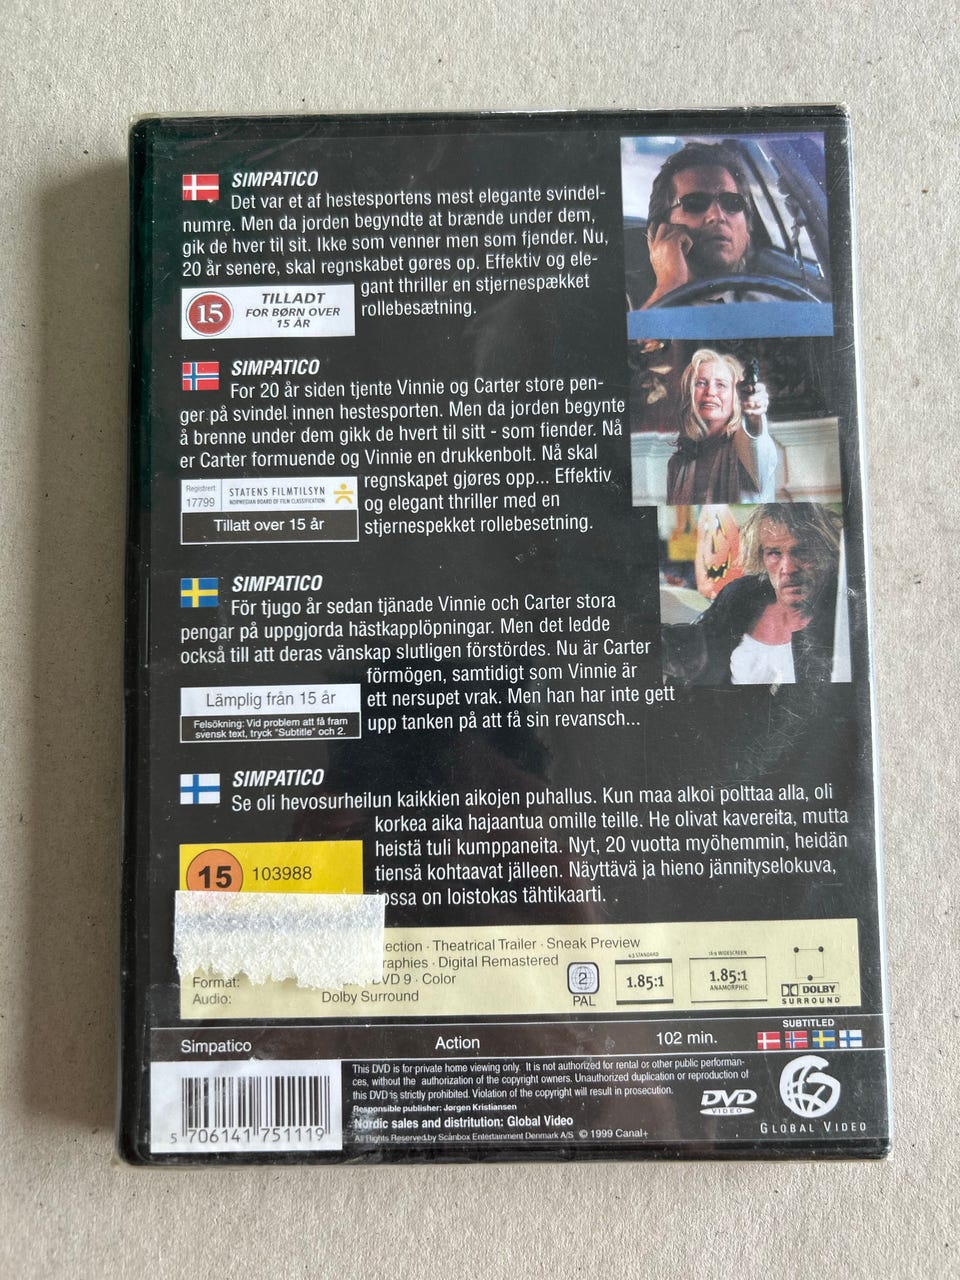 SIMPATICO
Det var et af hestesportens mest elegante svindel-
numre. Men da jorden begyndte at brænde under dem,
gik de hver til sit. Ikke som venner men som fjender. Nu,
20 år senere, skal regnskabet gøres op. Effektiv og ele-
gant thriller en stjernespækket
rollebesætning.
15
TILLADT
FOR BØRN OVER
15 ÅR
SIMPATICO
For 20 år siden tjente Vinnie og Carter store pen-
ger på svindel innen hestesporten. Men da jorden begynte
å brenne under dem gikk de hvert til sitt - som fiender. Nå
er Carter formuende og Vinnie en drukkenbolt. Nå skal
regnskapet gjøres opp... Effektiv
og elegant thriller med en
stjernespekket rollebesetning.
Registrert
17799
STATENS FILMTILSYN
NORWEGIAN BOARD OF FILM CLASSIFICATION
Tillatt over 15 år
SIMPATICO
För tjugo år sedan tjänade Vinnie och Carter stora
pengar på uppgjorda hästkapplöpningar. Men det ledde
också till att deras vänskap slutligen förstördes. Nu är Carter
förmögen, samtidigt som Vinnie är
ett nersupet vrak. Men han har inte gett
upp tanken på att få sin revansch...
Lämplig från 15 år
Felsökning: Vid problem att få fram
svensk text, tryck "Subtitle" och 2.
SIMPATICO
Se oli hevosurheilun kaikkien aikojen puhallus. Kun maa alkoi polttaa alla, oli
korkea aika hajaantua omille teille. He olivat kavereita, mutta
heistä tuli kumppaneita. Nyt, 20 vuotta myöhemmin, heidän
tiensä kohtaavat jälleen. Näyttävä ja hieno jännityselokuva,
jossa on loistokas tähtikaarti.
15 103988
ection · Theatrical Trailer · Sneak Preview
raphies · Digital Remastered
Format: DVD 9 · Color
Audio: Dolby Surround
2
PAL
4:3 STANDARD
1.85:1
16:9 WIDESCREEN
1.85:1
ANAMORPHIC
DOLBY
SURROUND
Simpatico Action 102 min.
SUBTITLED
This DVD is for private home viewing only. It is not authorized for rental or other public performan-
ces, without the authorization of the copyright owners. Unauthorized duplication or reproduction of
this DVD is strictly prohibited. Violation of the copyright will result in prosecution.
Responsible publisher: Jørgen Kristiansen
Nordic sales and distribution: Global Video
All Rights Reserved by Scanbox Entertainment Denmark A/S © 1999 Canal+
DVD
VIDEO
GLOBAL VIDEO
5 706141 751119